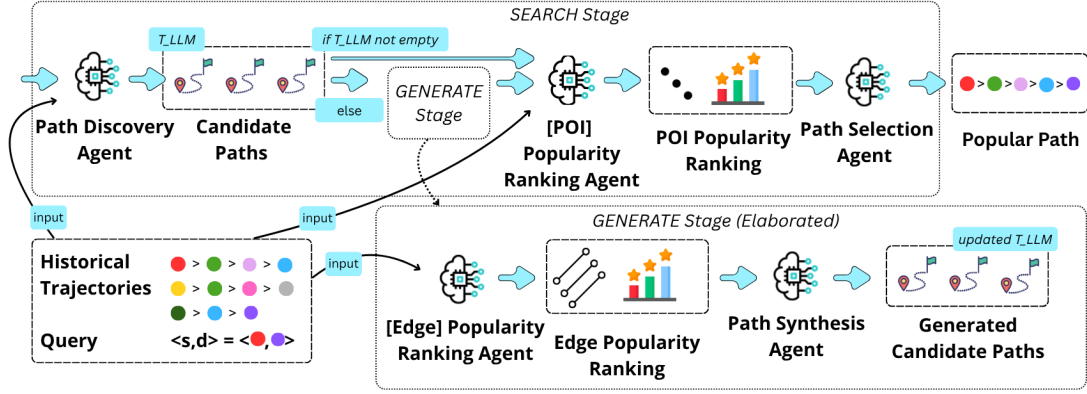 SEARCH Stage
T_LLM
if T_LLM not empty
else
GENERATE
Stage
Path Discovery
Agent
Candidate
Paths
[POI]
Popularity
Ranking Agent
POI Popularity
Ranking
Path Selection
Agent
> > > >
Popular Path
input
input
input
Historical
Trajectories
> > >
> > >
> >
Query
<s,d> = < , >
GENERATE Stage (Elaborated)
updated T_LLM
[Edge] Popularity
Ranking Agent
Edge Popularity
Ranking
Path Synthesis
Agent
Generated
Candidate Paths